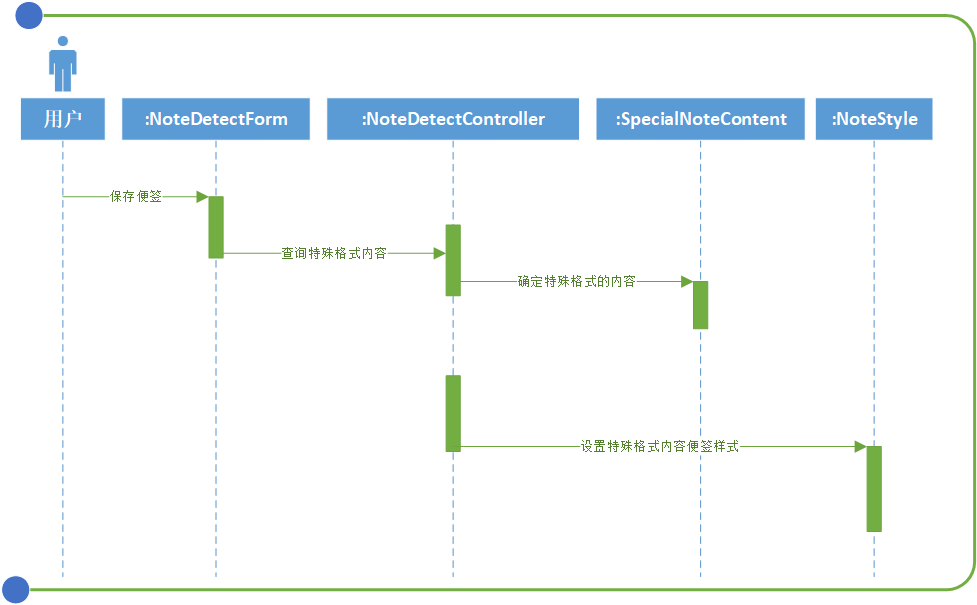 用户
:NoteDetectForm
:NoteDetectController
:SpecialNoteContent
:NoteStyle
保存便签
查询特殊格式内容
确定特殊格式的内容
设置特殊格式内容便签样式